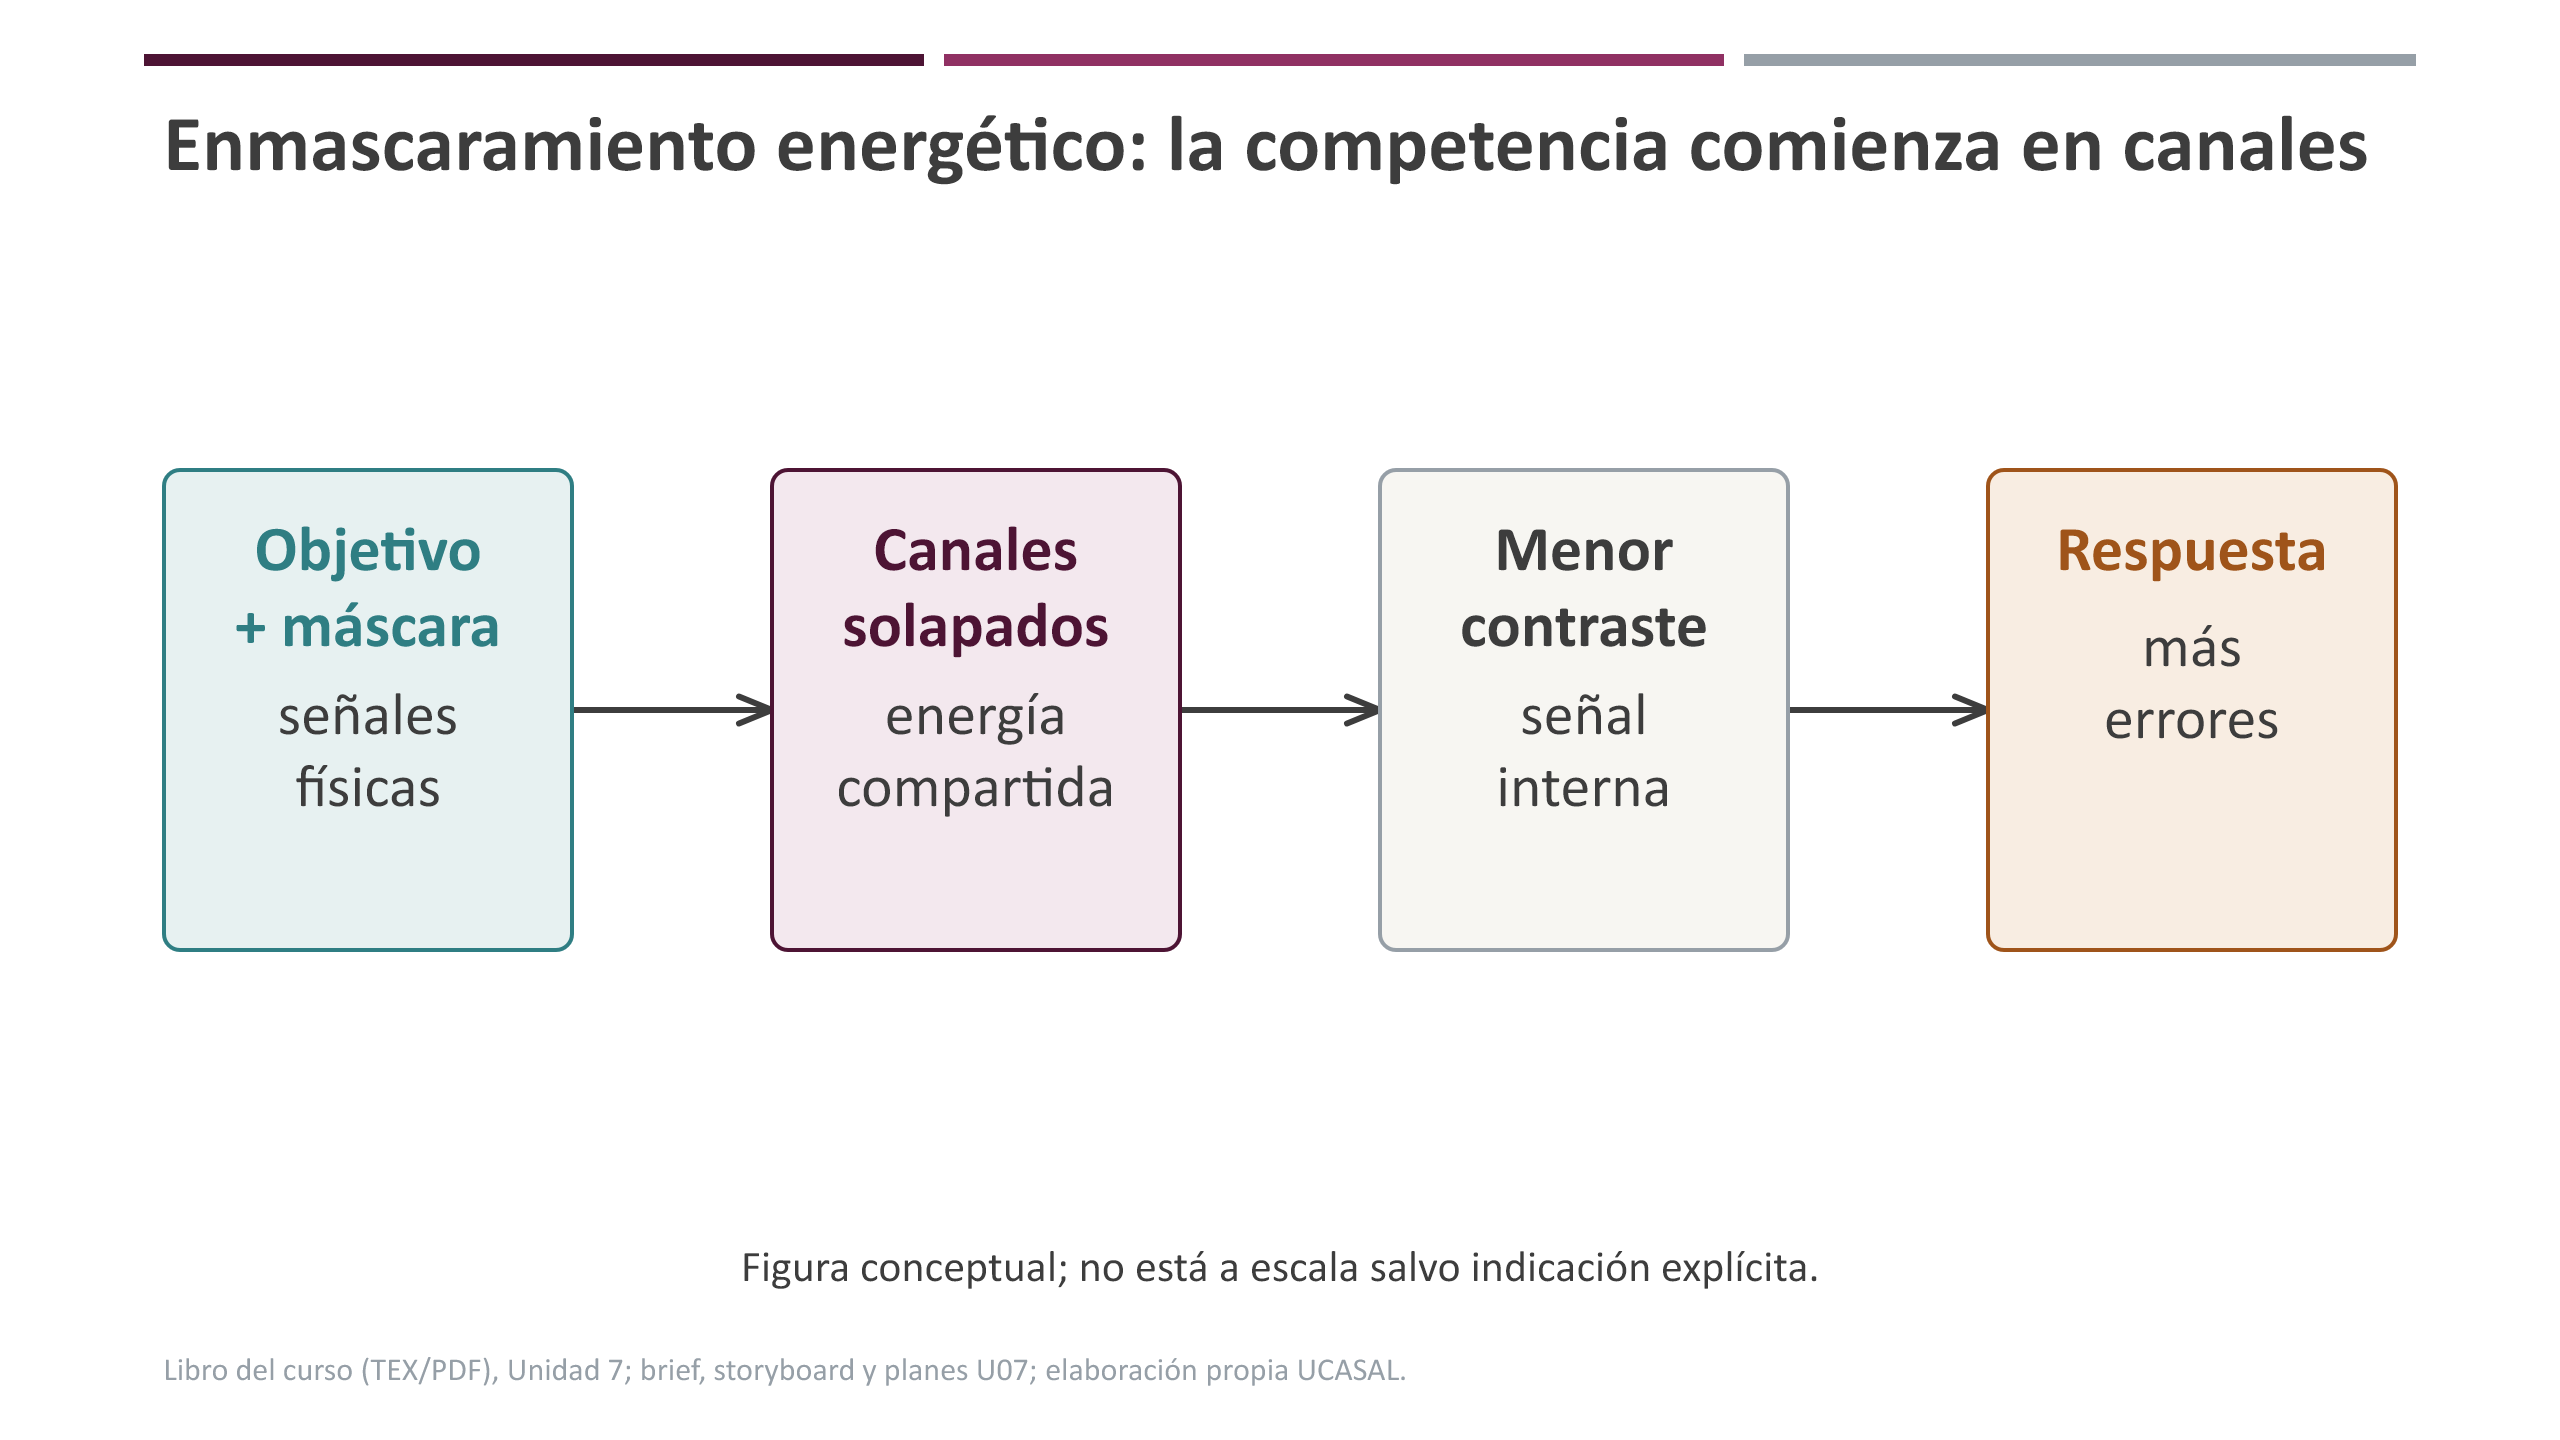 Enmascaramiento energético: la competencia comienza en canales
Objetivo
+ máscara
señales
físicas
Canales
solapados
energía
compartida
Menor
contraste
señal
interna
Respuesta
más
errores
Figura conceptual; no está a escala salvo indicación explícita.
Libro del curso (TEX/PDF), Unidad 7; brief, storyboard y planes U07; elaboración propia UCASAL.